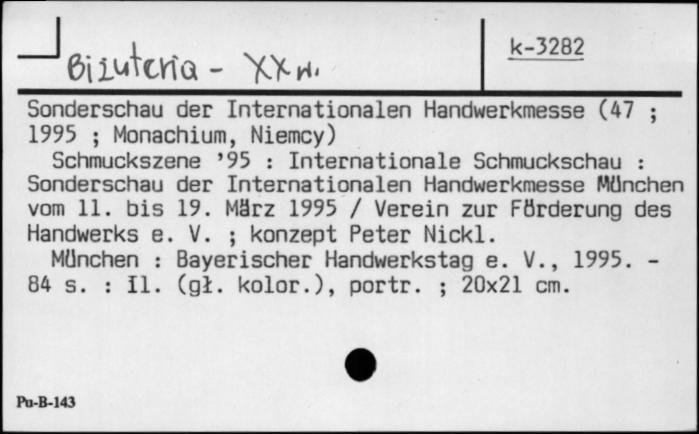 k-3282
Biżuteria - XX w.
Sonderschau der Internationalen Handwerkmesse (47 ;
1995 ; Monachium, Niemcy)
Schmuckszene '95 : Internationale Schmuckschau :
Sonderschau der Internationalen Handwerkmesse München
vom 11. bis 19. März 1995 / Verein zur Förderung des
Handwerks e. V. ; konzept Peter Nickl.
München : Bayerischer Handwerkstag e. V., 1995. -
84 s. : Il. (gł. kolor.), portr. ; 20x21 cm.
Pu-B-143